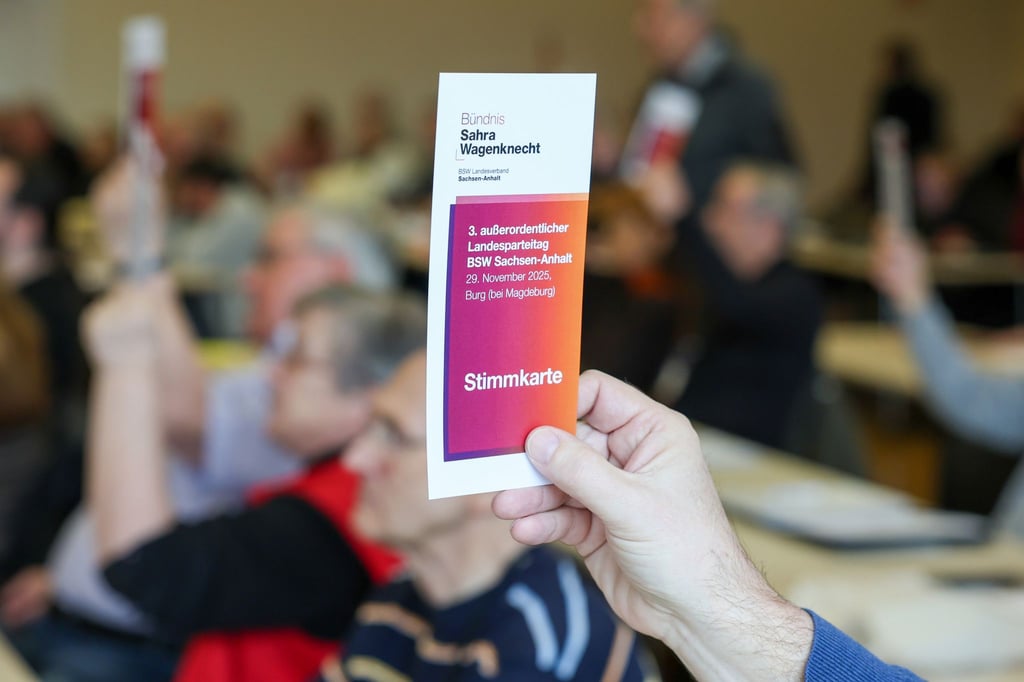 Bündnis
Sahra
Wagenknecht
BSW Landesverband
Sachsen-Anhalt
3. außerordentlicher
Landesparteitag
BSW Sachsen-Anhalt
29. November 2025,
Burg (bei Magdeburg)
Stimmkarte